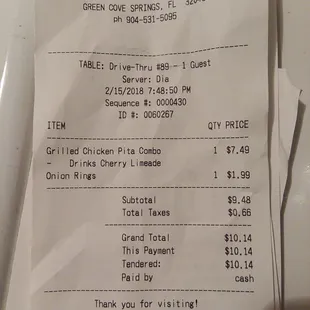 GREEN COVE SPRINGS, FL
ph 904-531-5095
TABLE: Drive-Thru #89 - 1 Guest
Server: Dia
2/15/2018 7:48:50 PM
Sequence #: 0000430
ID #: 0060267
ITEM QTY PRICE
Grilled Chicken Pita Combo 1 $7.49
- Drinks Cherry Limeade
Onion Rings 1 $1.99
Subtotal $9.48
Total Taxes $0.66
Grand Total $10.14
This Payment $10.14
Tendered: $10.14
Paid by cash
Thank you for visiting!